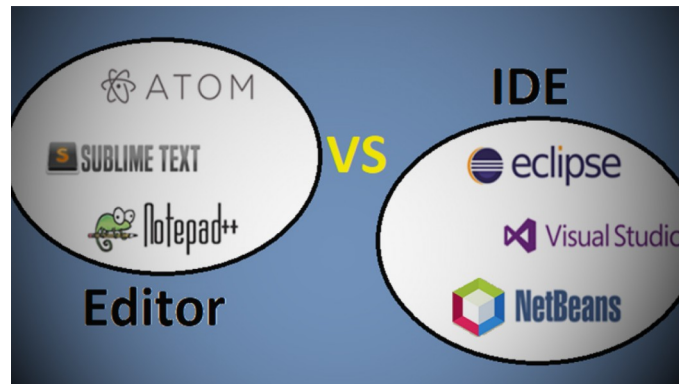 ATOM
SUBLIME TEXT
Notepad++
Editor
VS
IDE
eclipse
Visual Studio
NetBeans